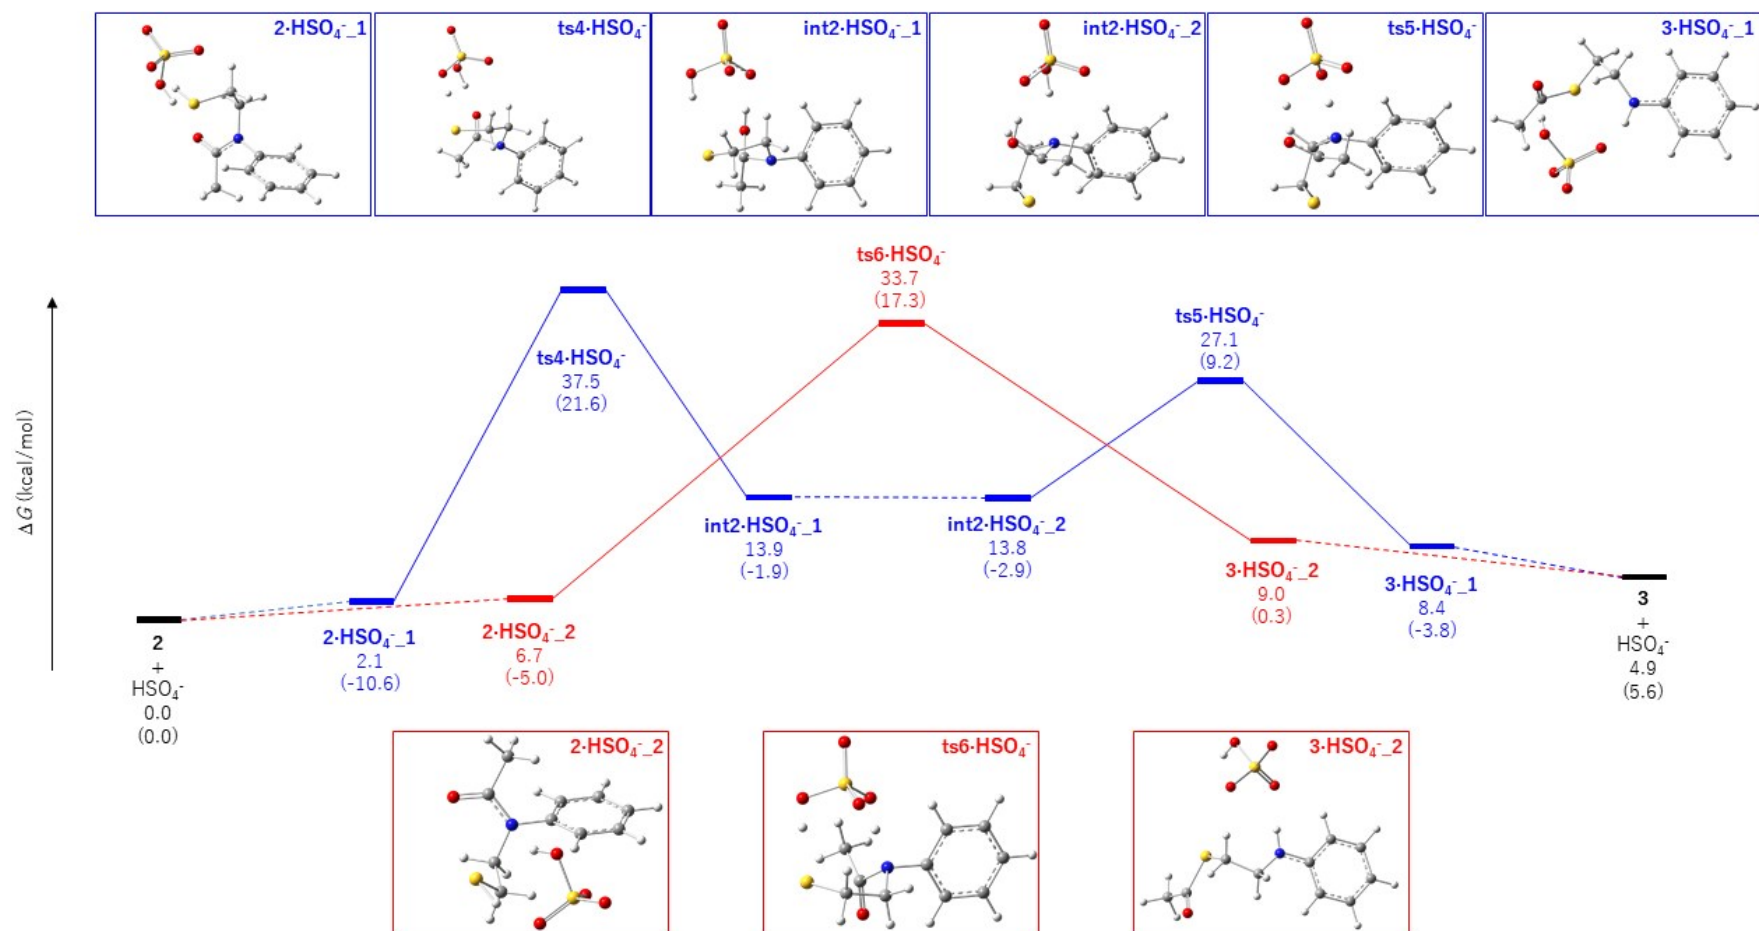 2·HSO₄⁻_1
ts4·HSO₄⁻
int2·HSO₄⁻_1
int2·HSO₄⁻_2
ts5·HSO₄⁻
3·HSO₄⁻_1
ΔG (kcal/mol)
2
+
HSO₄⁻
0.0
(0.0)
2·HSO₄⁻_1
2.1
(-10.6)
2·HSO₄⁻_2
6.7
(-5.0)
ts4·HSO₄⁻
37.5
(21.6)
int2·HSO₄⁻_1
13.9
(-1.9)
ts6·HSO₄⁻
33.7
(17.3)
int2·HSO₄⁻_2
13.8
(-2.9)
ts5·HSO₄⁻
27.1
(9.2)
3·HSO₄⁻_2
9.0
(0.3)
3·HSO₄⁻_1
8.4
(-3.8)
3
+
HSO₄⁻
4.9
(5.6)
2·HSO₄⁻_2
ts6·HSO₄⁻
3·HSO₄⁻_2